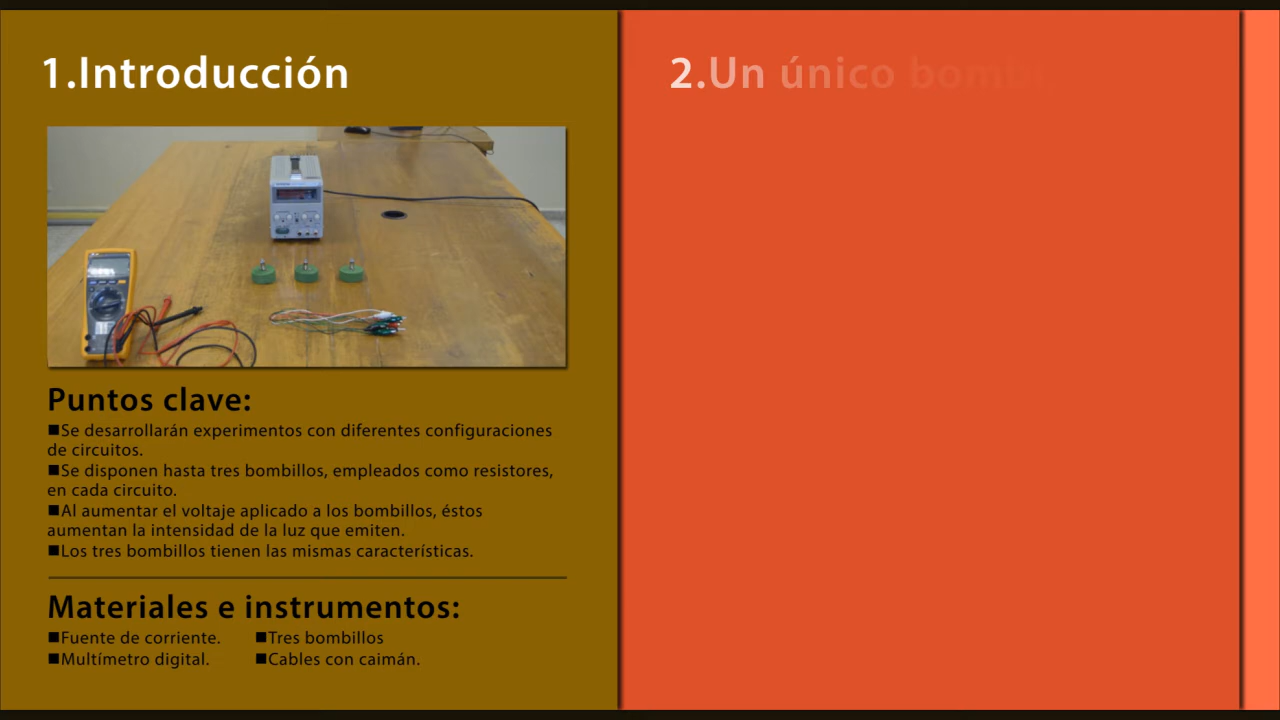 1.Introducción
Puntos clave:
■Se desarrollarán experimentos con diferentes configuraciones
de circuitos.
■Se disponen hasta tres bombillos, empleados como resistores,
en cada circuito.
■Al aumentar el voltaje aplicado a los bombillos, éstos
aumentan la intensidad de la luz que emiten.
■Los tres bombillos tienen las mismas características.
Materiales e instrumentos:
■Fuente de corriente. ■Tres bombillos
■Multímetro digital. ■Cables con caimán.
2.Un único